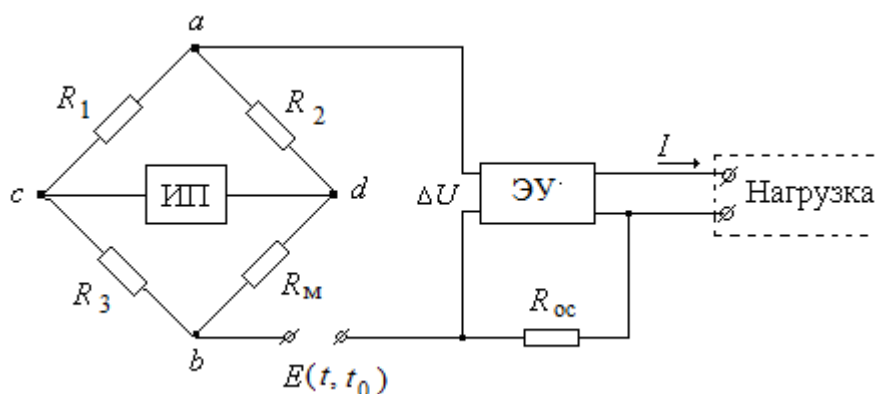 a
R1
R2
I
c
ИП
d
ΔU
ЭУ
Нагрузка
R3
Rм
Rос
b
E(t, t0)